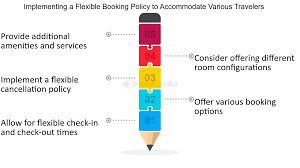 Implementing a Flexible Booking Policy to Accommodate Various Travelers
05
Provide additional
amenities and services
04
Consider offering different
room configurations
03
Implement a flexible
cancellation policy
02
Offer various booking
options
01
Allow for flexible check-in
and check-out times